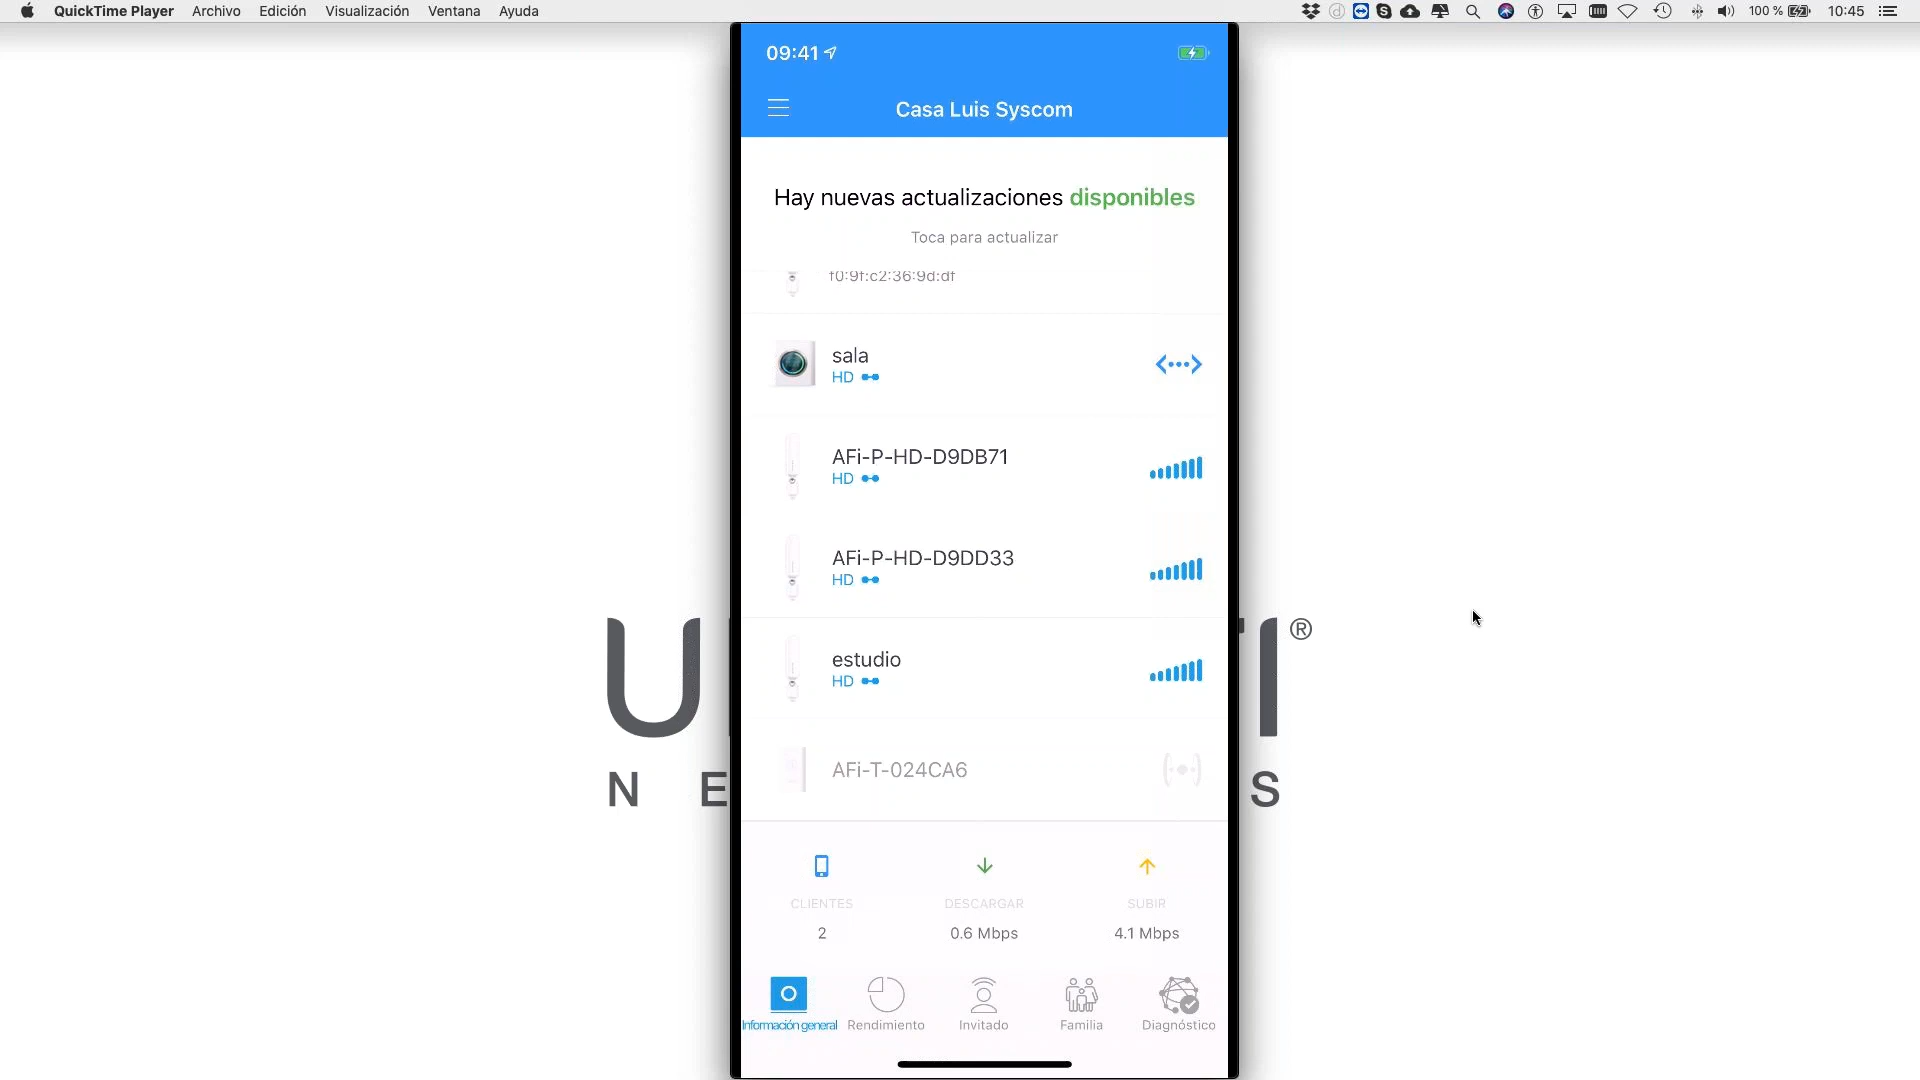 QuickTime Player Archivo Edición Visualización Ventana Ayuda 100 % 10:45
09:41
Casa Luis Syscom
Hay nuevas actualizaciones disponibles
Toca para actualizar
f0:9f:c2:36:9d:df
sala
HD
AFi-P-HD-D9DB71
HD
AFi-P-HD-D9DD33
HD
estudio
HD
AFi-T-024CA6
CLIENTES DESCARGAR SUBIR
2 0.6 Mbps 4.1 Mbps
Información general Rendimiento Invitado Familia Diagnóstico
U I ®
N E S